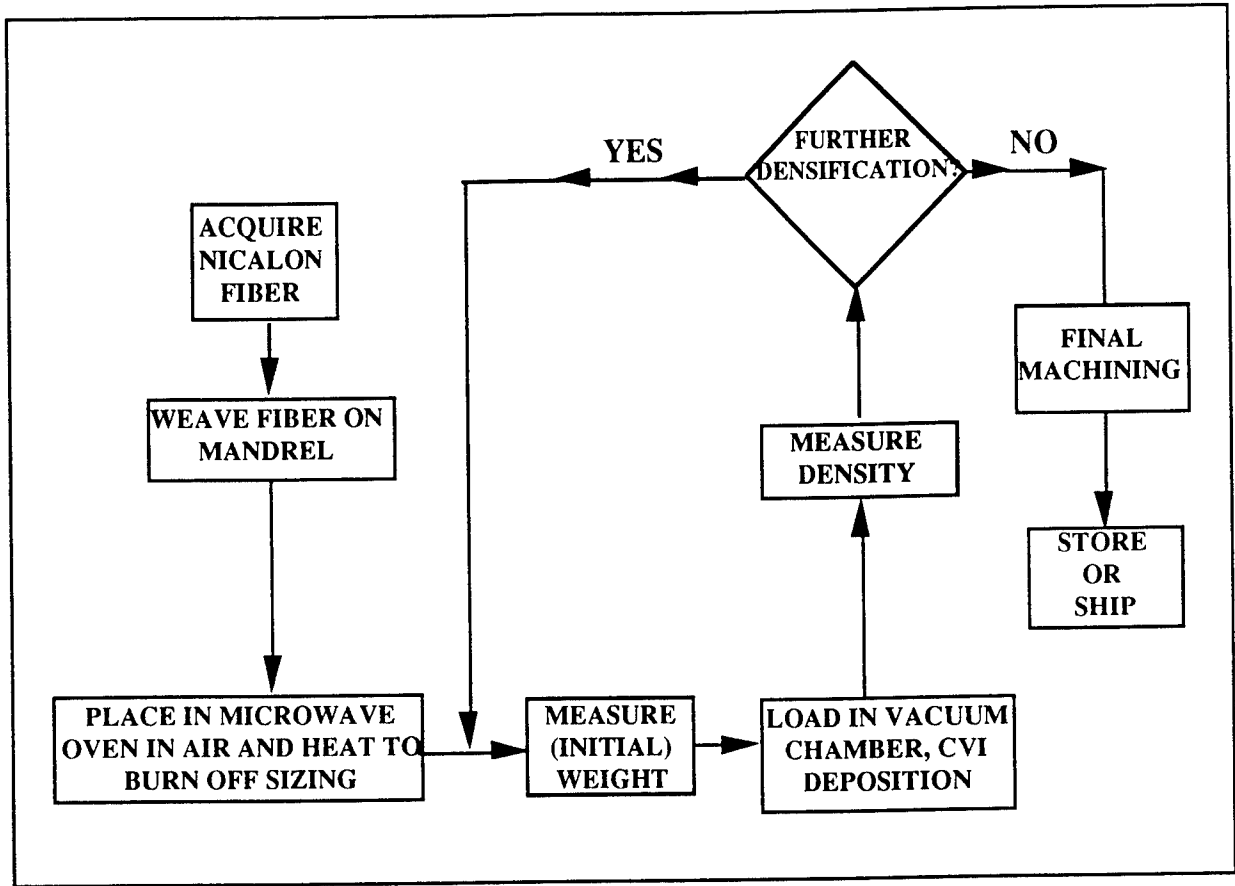 ACQUIRE
NICALON
FIBER
WEAVE FIBER ON
MANDREL
PLACE IN MICROWAVE
OVEN IN AIR AND HEAT TO
BURN OFF SIZING
MEASURE
(INITIAL)
WEIGHT
LOAD IN VACUUM
CHAMBER, CVI
DEPOSITION
MEASURE
DENSITY
FURTHER
DENSIFICATION?
YES
NO
FINAL
MACHINING
STORE
OR
SHIP